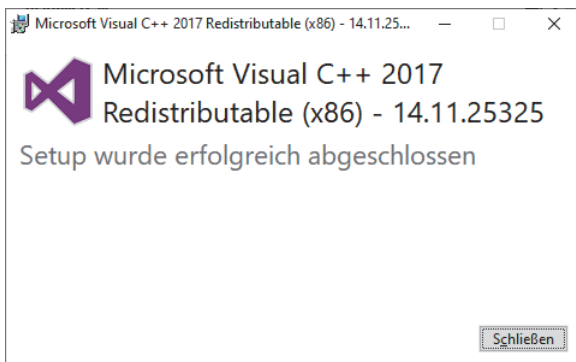 Microsoft Visual C++ 2017 Redistributable (x86) - 14.11.25...
Microsoft Visual C++ 2017
Redistributable (x86) - 14.11.25325
Setup wurde erfolgreich abgeschlossen
Schließen